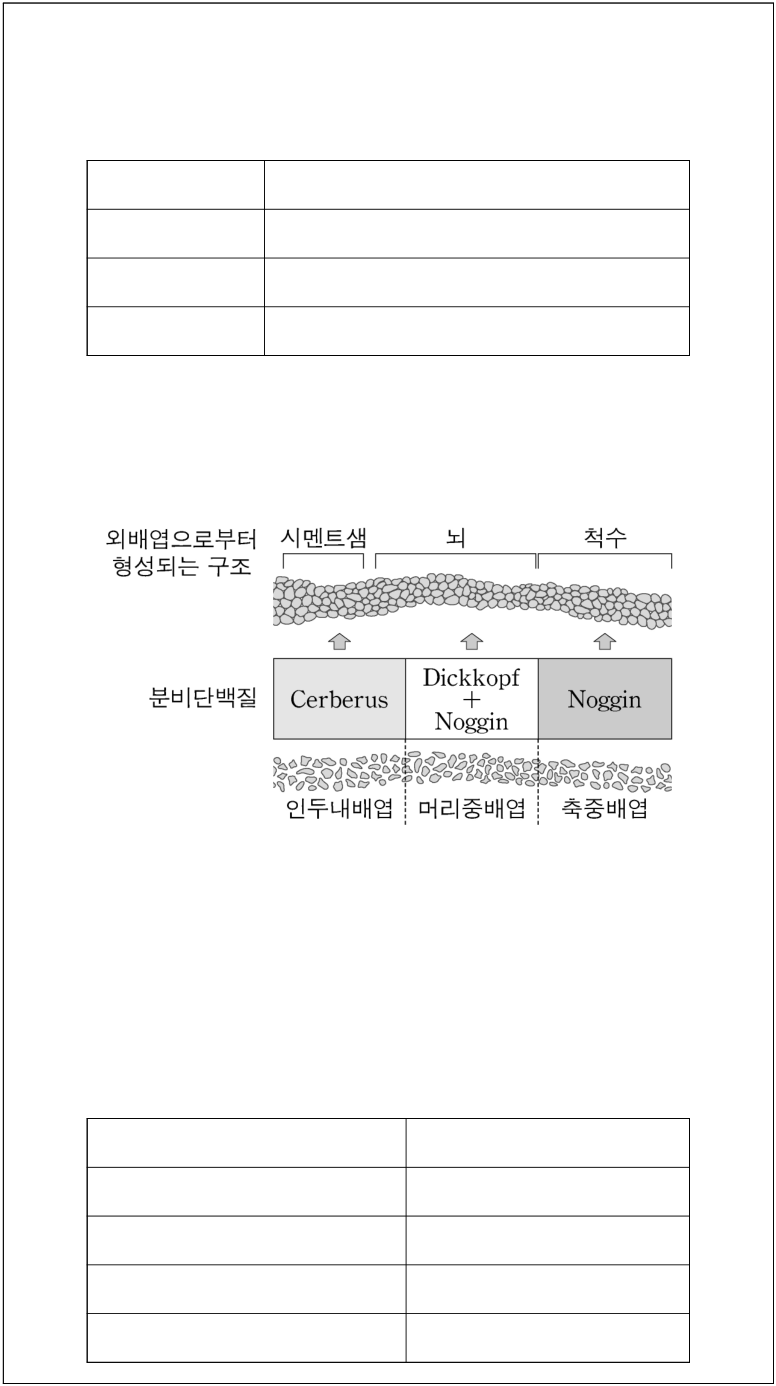 외배엽으로부터
형성되는 구조
시멘트샘 뇌 척수
분비단백질
Cerberus
Dickkopf
+
Noggin
Noggin
인두내배엽 머리중배엽 축중배엽